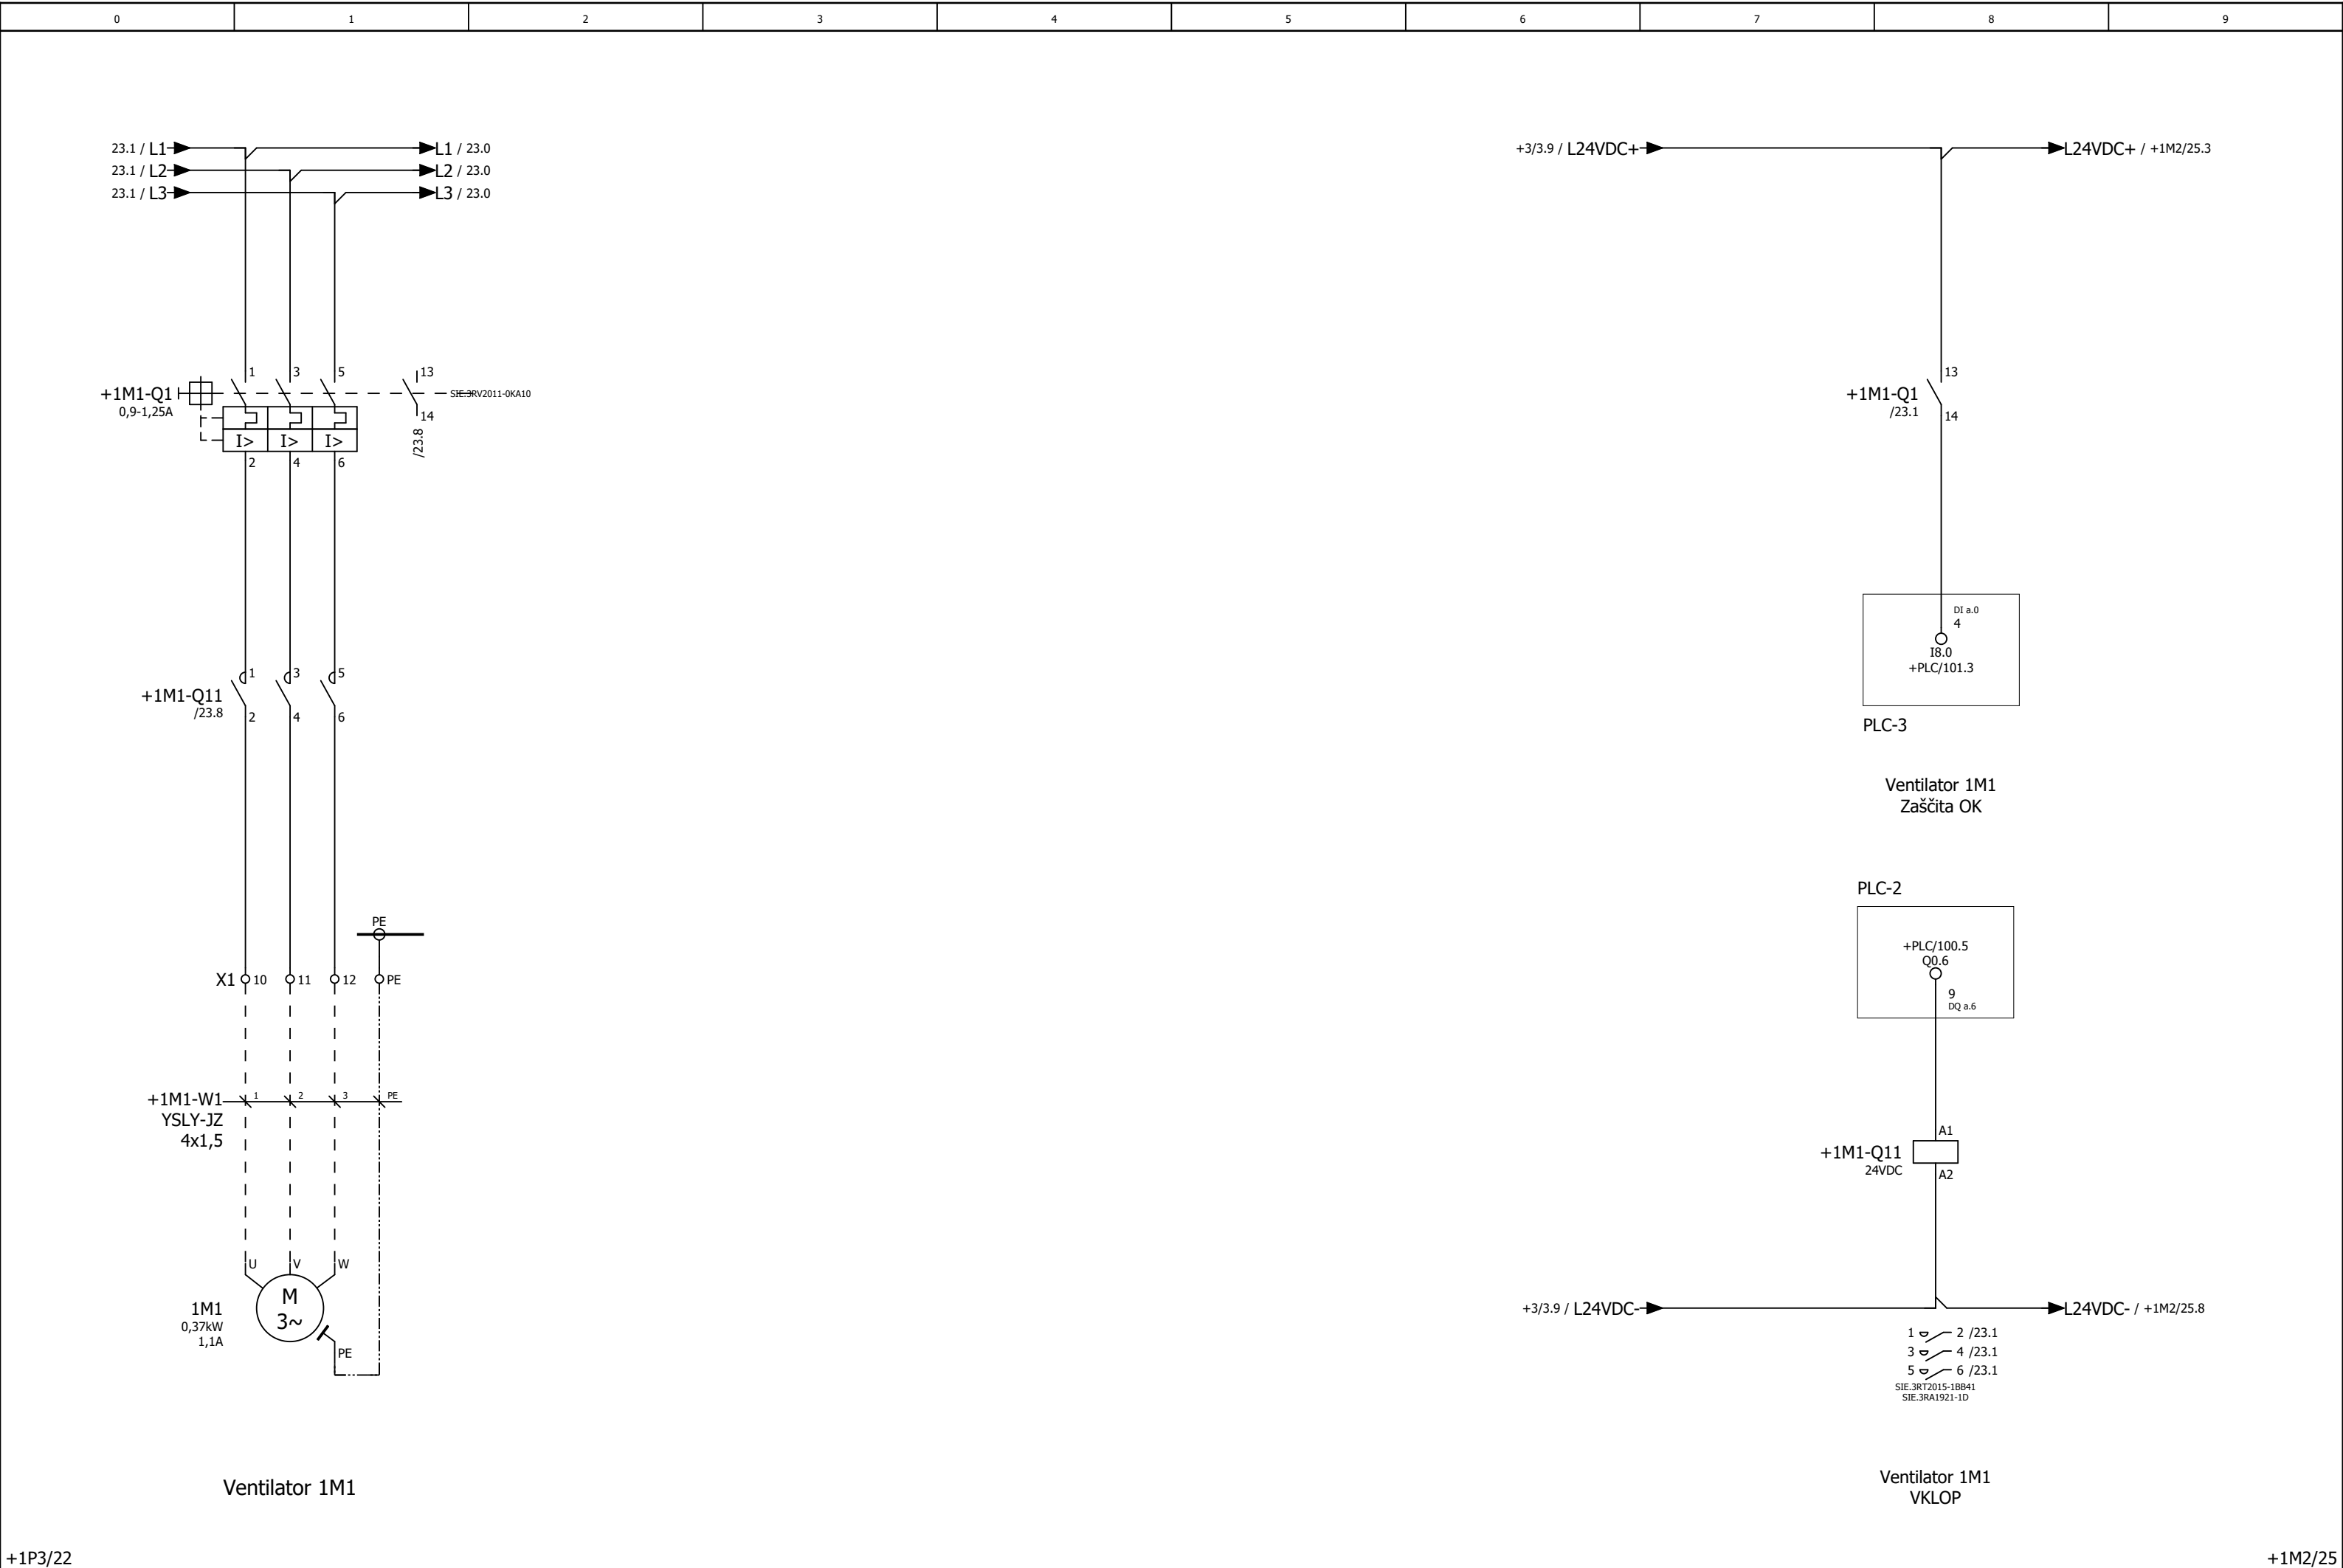 0 1 2 3 4 5 6 7 8 9
23.1 / L1 L1 / 23.0
23.1 / L2 L2 / 23.0
23.1 / L3 L3 / 23.0
1 3 5 13
+1M1-Q1
0,9-1,25A
SIE.3RV2011-0KA10
14
/23.8
I> I> I>
2 4 6
1 3 5
+1M1-Q11
/23.8
2 4 6
PE
X1 10 11 12 PE
+1M1-W1 1 2 3 PE
YSLY-JZ
4x1,5
U V W
M
3~
1M1
0,37kW
1,1A
PE
Ventilator 1M1
+3/3.9 / L24VDC+ L24VDC+ / +1M2/25.3
13
+1M1-Q1
/23.1
14
DI a.0
4
I8.0
+PLC/101.3
PLC-3
Ventilator 1M1
Zaščita OK
PLC-2
+PLC/100.5
Q0.6
9
DQ a.6
A1
+1M1-Q11
24VDC
A2
+3/3.9 / L24VDC- L24VDC- / +1M2/25.8
1 2 /23.1
3 4 /23.1
5 6 /23.1
SIE.3RT2015-1BB41
SIE.3RA1921-1D
Ventilator 1M1
VKLOP
+1P3/22 +1M2/25